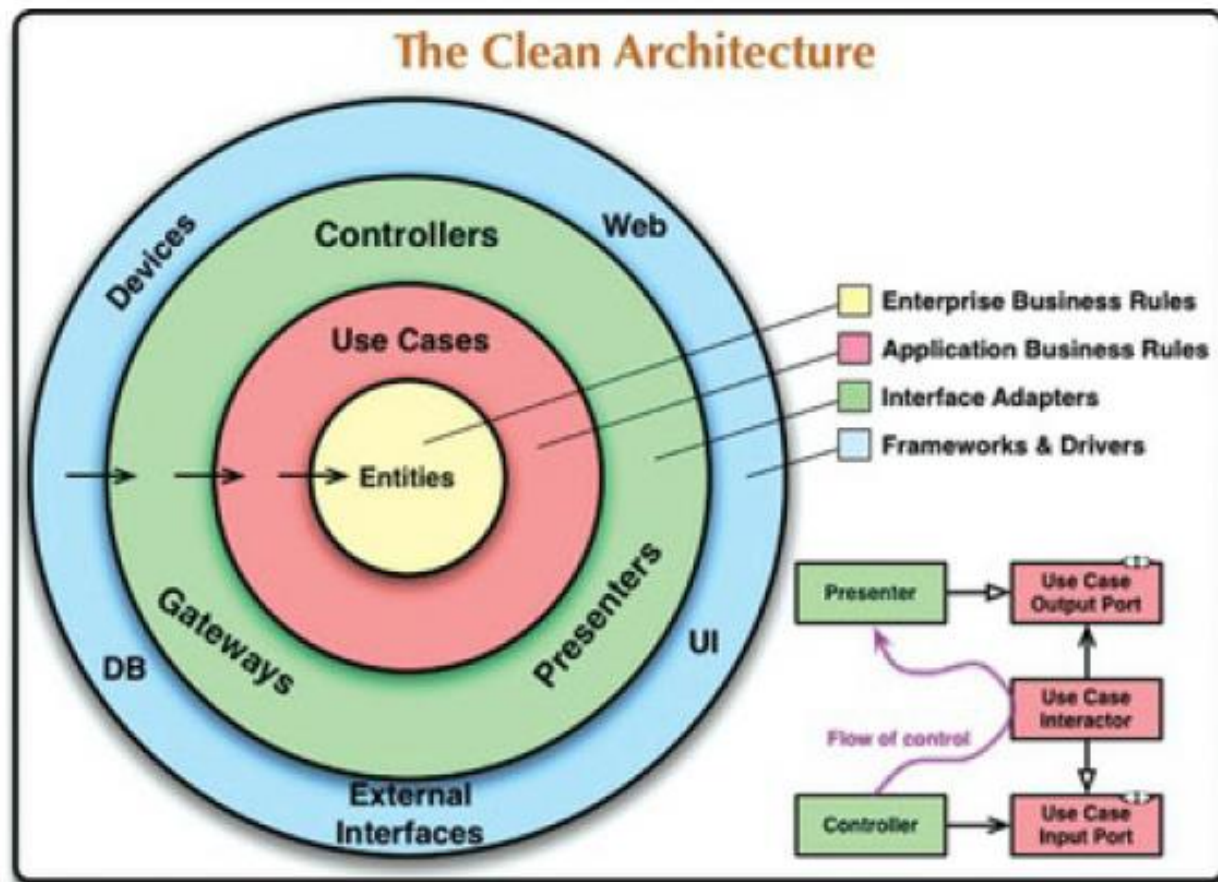 The Clean Architecture
Devices
Controllers
Web
Use Cases
Entities
Gateways
Presenters
DB
UI
External
Interfaces
Enterprise Business Rules
Application Business Rules
Interface Adapters
Frameworks & Drivers
Presenter
Use Case
Output Port
Flow of control
Use Case
Interactor
Controller
Use Case
Input Port